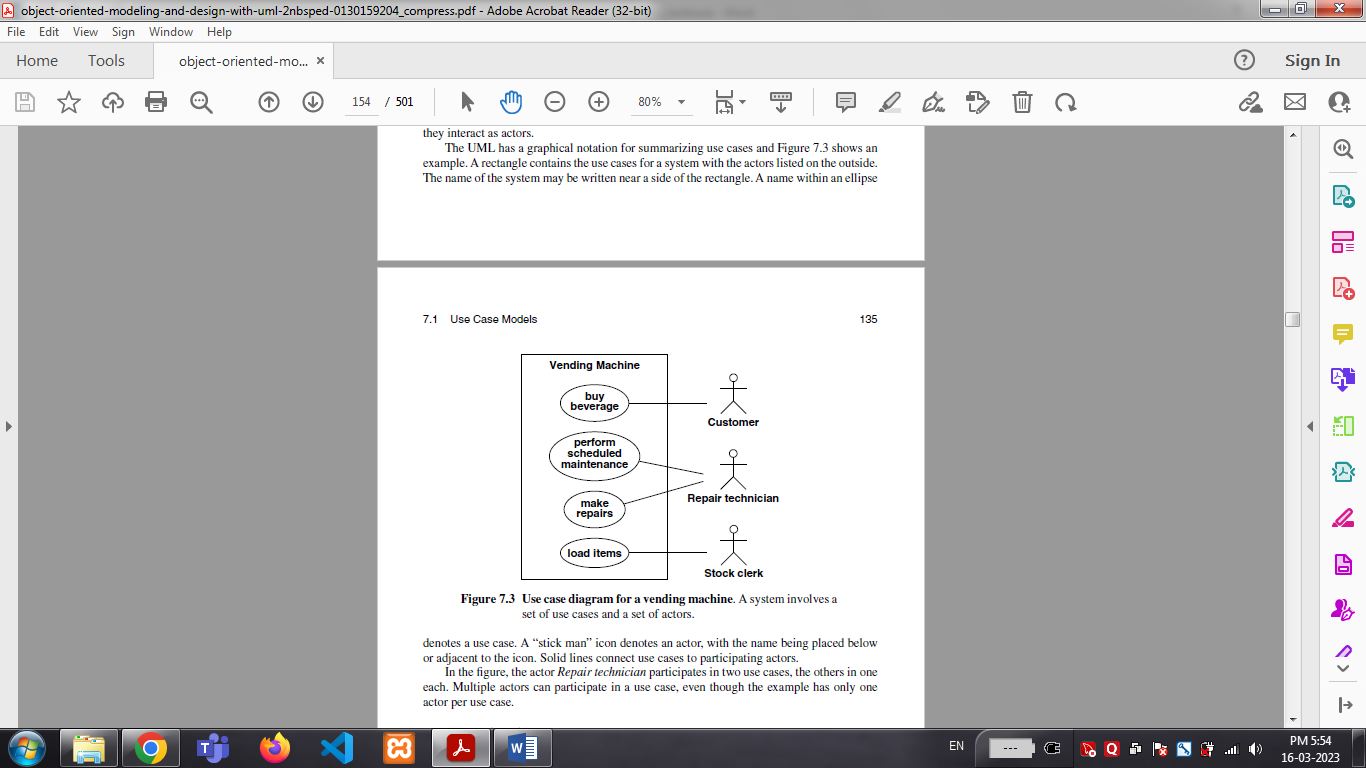 object-oriented-modeling-and-design-with-uml-2nbsped-0130159204_compress.pdf - Adobe Acrobat Reader (32-bit)
File Edit View Sign Window Help
Home Tools object-oriented-mo... × Sign In
154 / 501 80%
they interact as actors.
The UML has a graphical notation for summarizing use cases and Figure 7.3 shows an
example. A rectangle contains the use cases for a system with the actors listed on the outside.
The name of the system may be written near a side of the rectangle. A name within an ellipse
7.1 Use Case Models 135
Vending Machine
buy
beverage
Customer
perform
scheduled
maintenance
Repair technician
make
repairs
load items
Stock clerk
Figure 7.3 Use case diagram for a vending machine. A system involves a
set of use cases and a set of actors.
denotes a use case. A “stick man” icon denotes an actor, with the name being placed below
or adjacent to the icon. Solid lines connect use cases to participating actors.
In the figure, the actor Repair technician participates in two use cases, the others in one
each. Multiple actors can participate in a use case, even though the example has only one
actor per use case.
EN
PM 5:54
16-03-2023